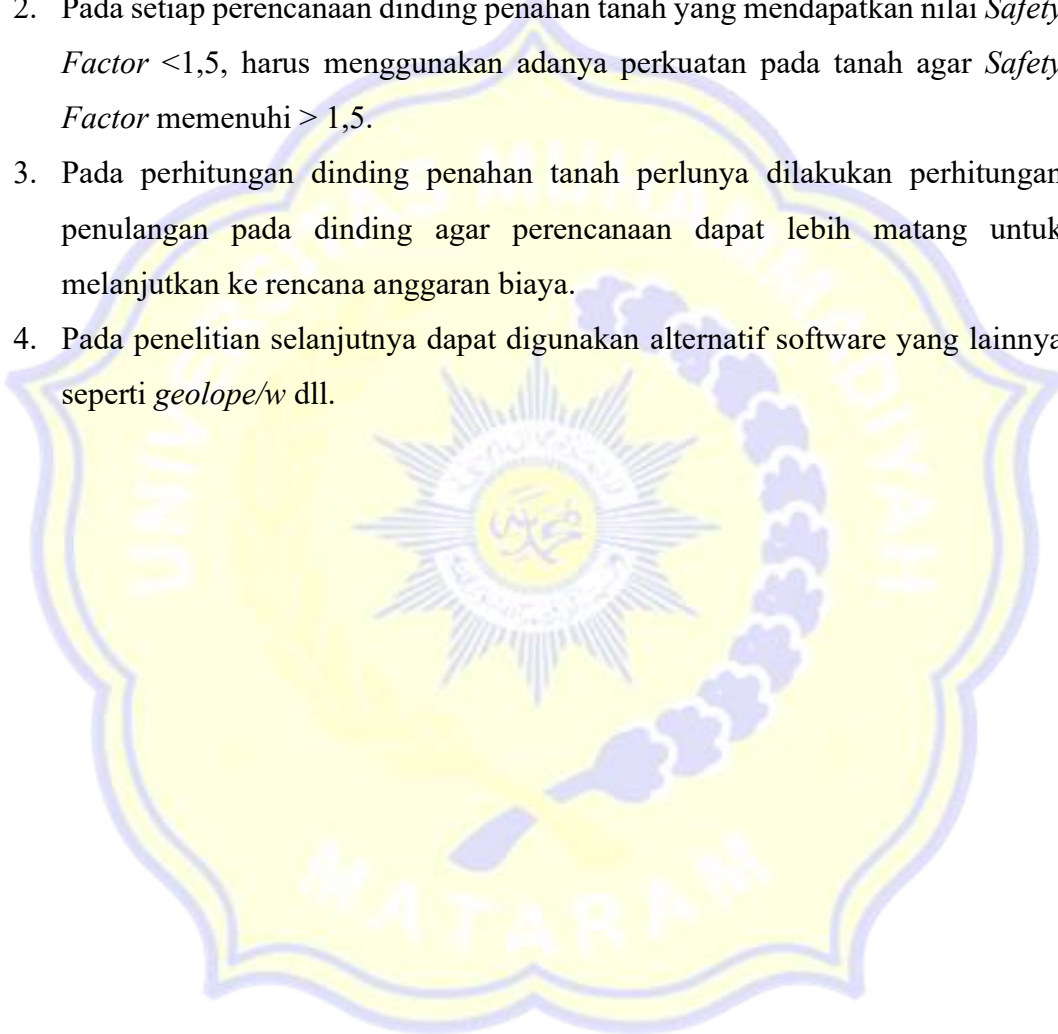 2. Pada setiap perencanaan dinding penahan tanah yang mendapatkan nilai Safety
Factor <1,5, harus menggunakan adanya perkuatan pada tanah agar Safety
Factor memenuhi > 1,5.
3. Pada perhitungan dinding penahan tanah perlunya dilakukan perhitungan
penulangan pada dinding agar perencanaan dapat lebih matang untuk
melanjutkan ke rencana anggaran biaya.
4. Pada penelitian selanjutnya dapat digunakan alternatif software yang lainnya
seperti geolope/w dll.
UNIVERSITAS MUHAMMADIYAH
MATARAM